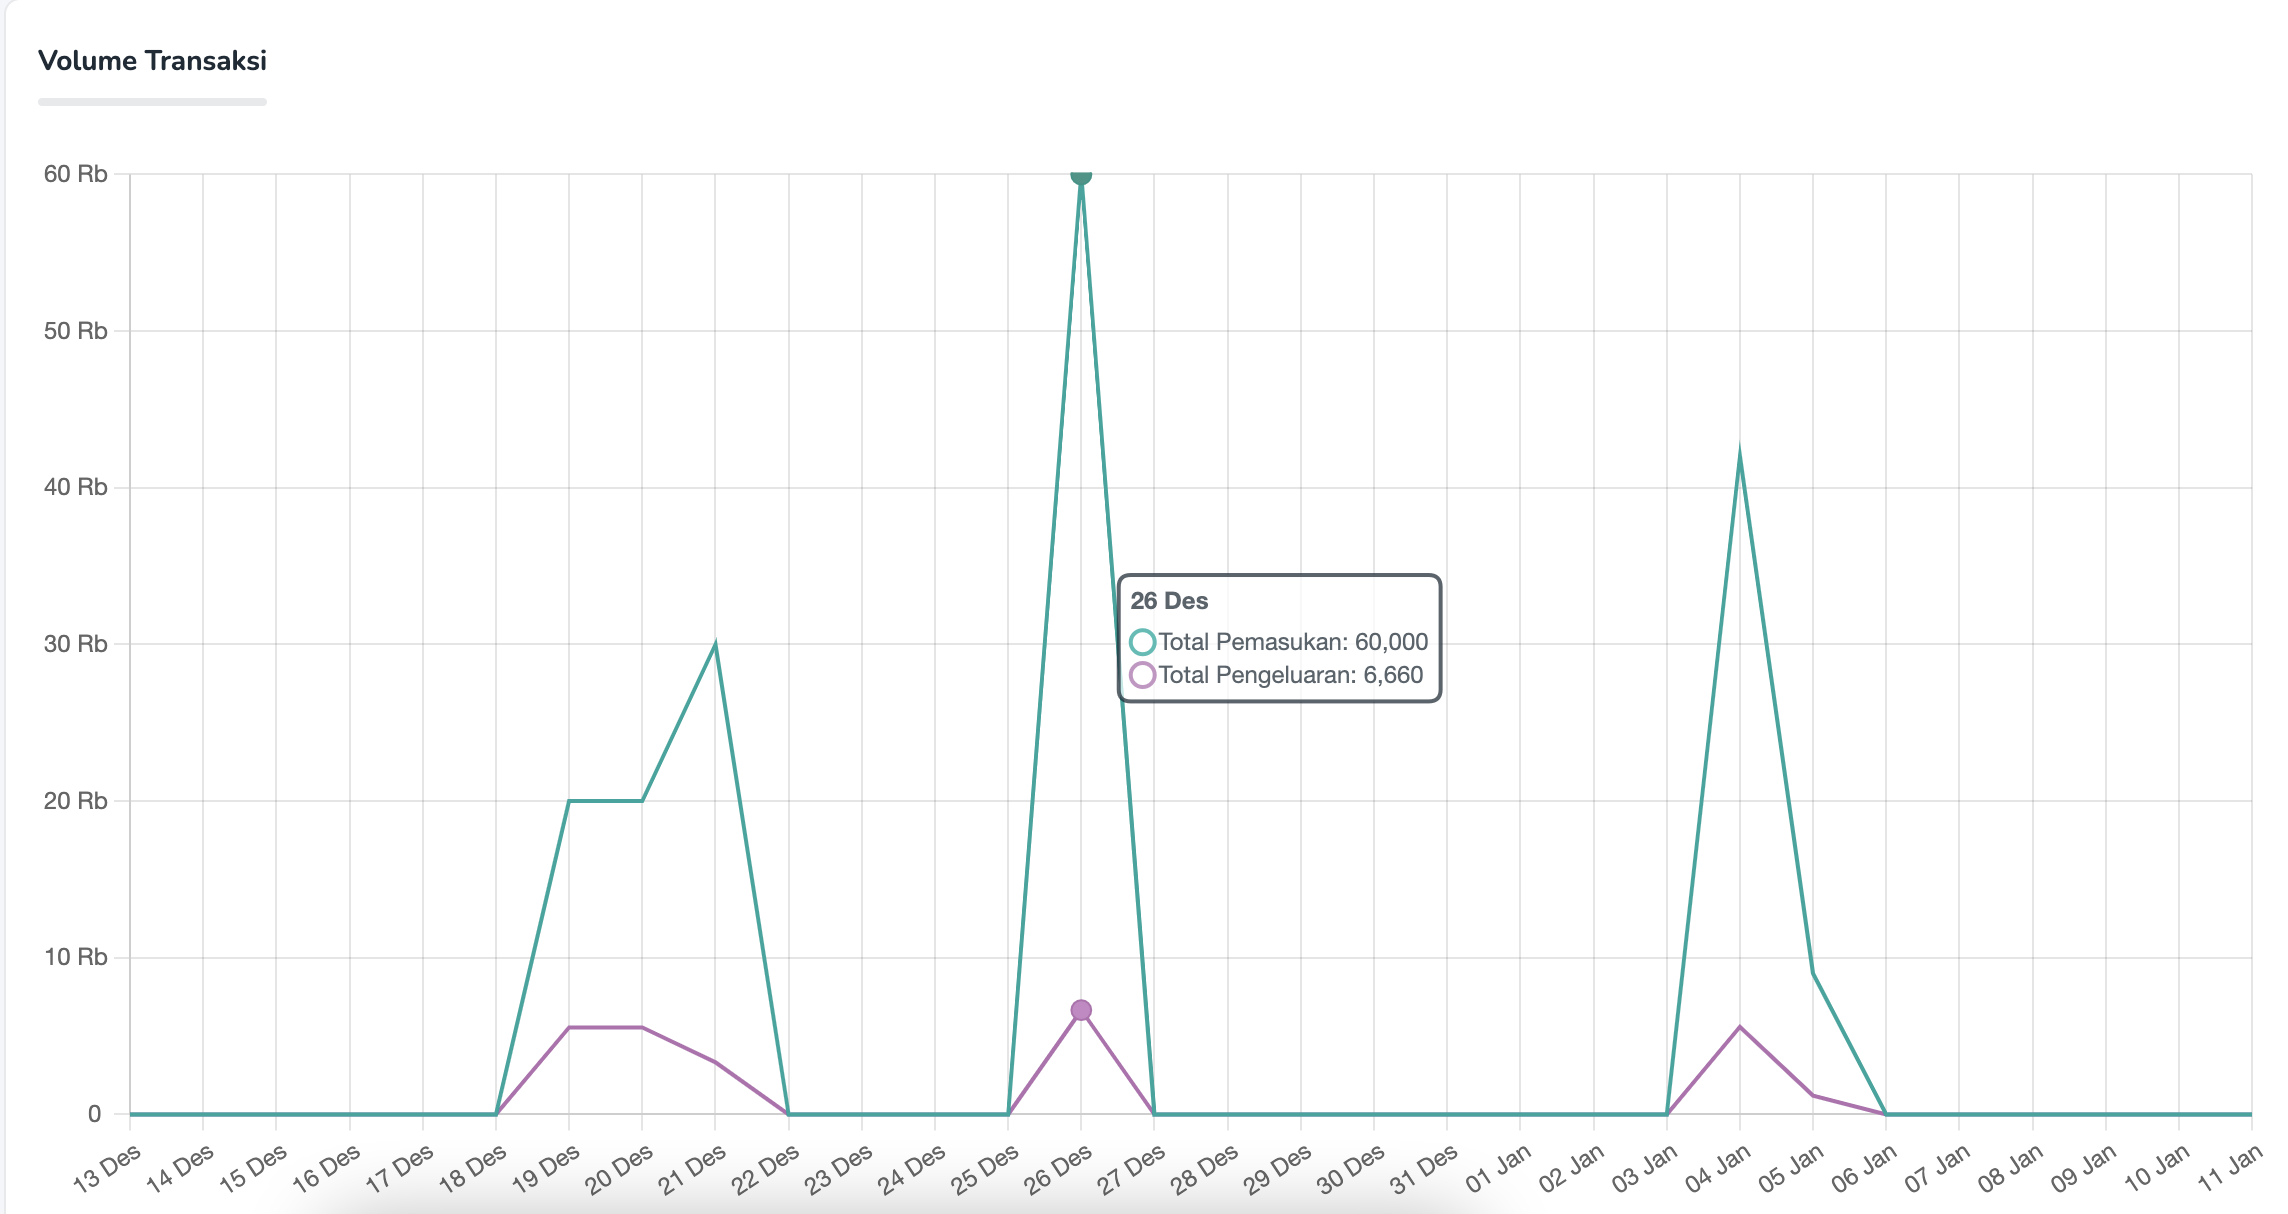 Volume Transaksi
60 Rb
50 Rb
40 Rb
30 Rb
20 Rb
10 Rb
0
26 Des
Total Pemasukan: 60,000
Total Pengeluaran: 6,660
13 Des
14 Des
15 Des
16 Des
17 Des
18 Des
19 Des
20 Des
21 Des
22 Des
23 Des
24 Des
25 Des
26 Des
27 Des
28 Des
29 Des
30 Des
31 Des
01 Jan
02 Jan
03 Jan
04 Jan
05 Jan
06 Jan
07 Jan
08 Jan
09 Jan
10 Jan
11 Jan